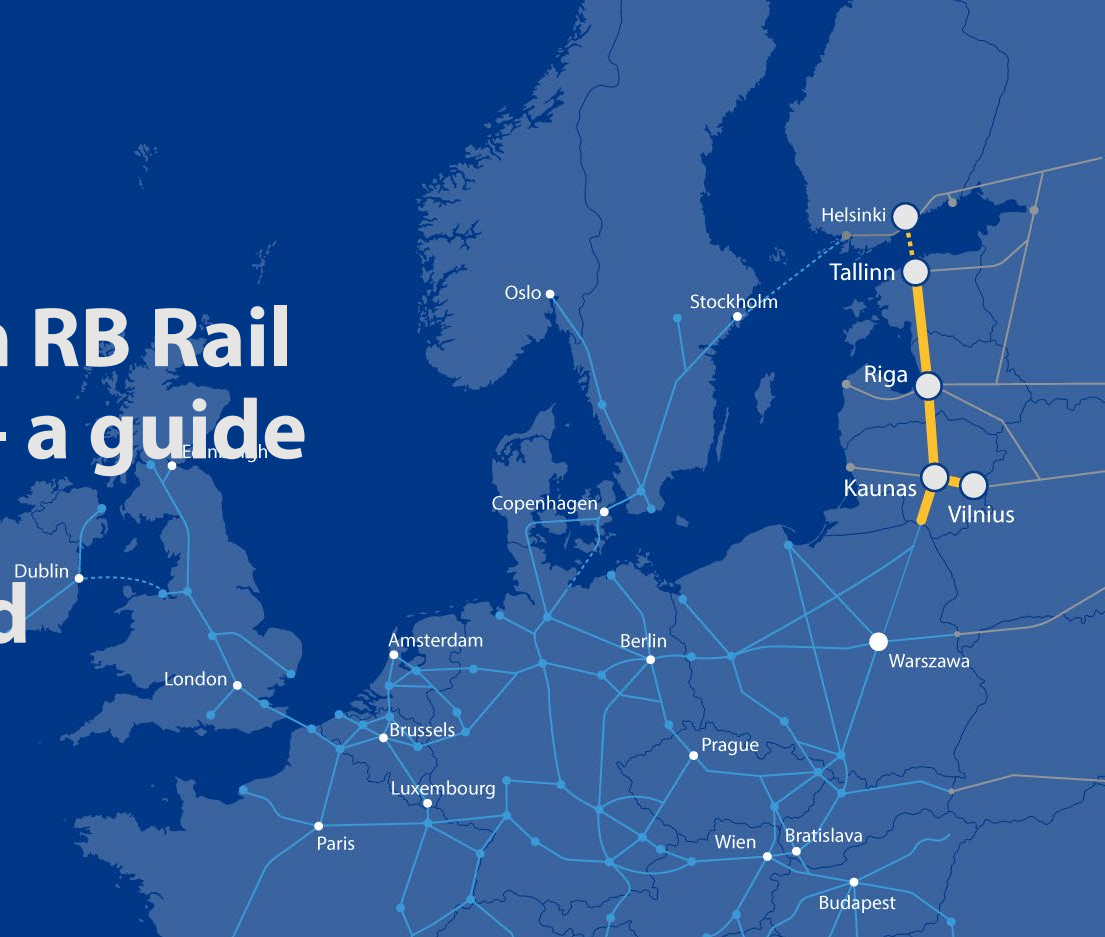 Helsinki
Tallinn
Oslo
Stockholm
RB Rail
Riga
- a guide
Edinburgh
Kaunas
Copenhagen
Vilnius
Dublin
d
Amsterdam
Berlin
Warszawa
London
Brussels
Prague
Luxembourg
Paris
Wien
Bratislava
Budapest